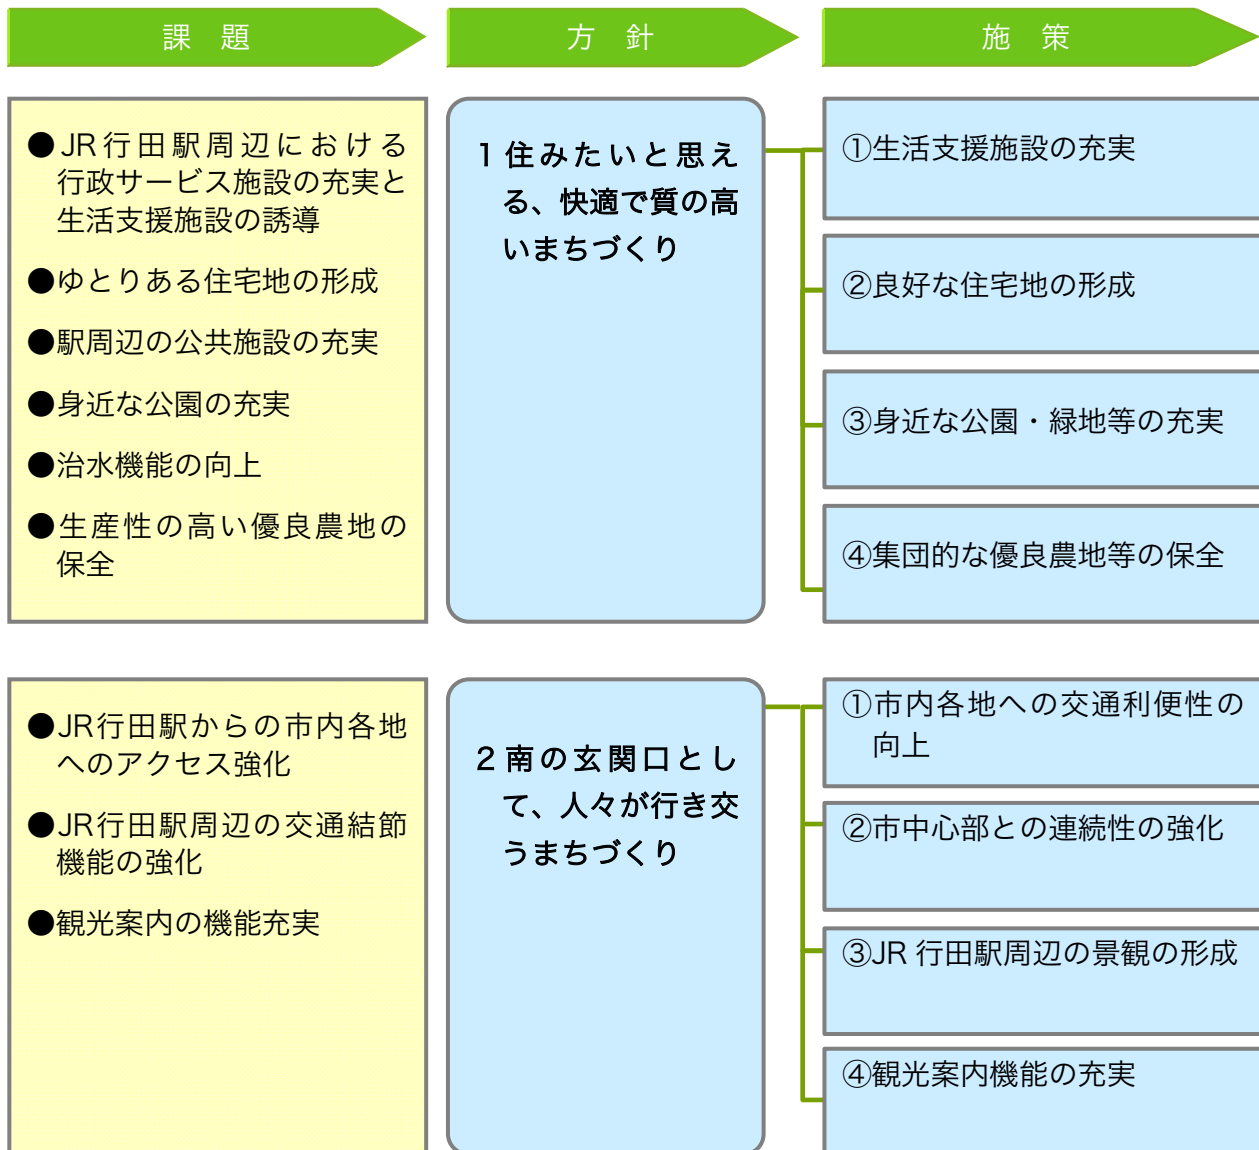 課　題
方　針
施　策
●JR行田駅周辺における
行政サービス施設の充実と
生活支援施設の誘導
●ゆとりある住宅地の形成
●駅周辺の公共施設の充実
●身近な公園の充実
●治水機能の向上
●生産性の高い優良農地の
保全
1住みたいと思え
る、快適で質の高
いまちづくり
①生活支援施設の充実
②良好な住宅地の形成
③身近な公園・緑地等の充実
④集団的な優良農地等の保全
●JR行田駅からの市内各地
へのアクセス強化
●JR行田駅周辺の交通結節
機能の強化
●観光案内の機能充実
2南の玄関口とし
て、人々が行き交
うまちづくり
①市内各地への交通利便性の
向上
②市中心部との連続性の強化
③JR 行田駅周辺の景観の形成
④観光案内機能の充実